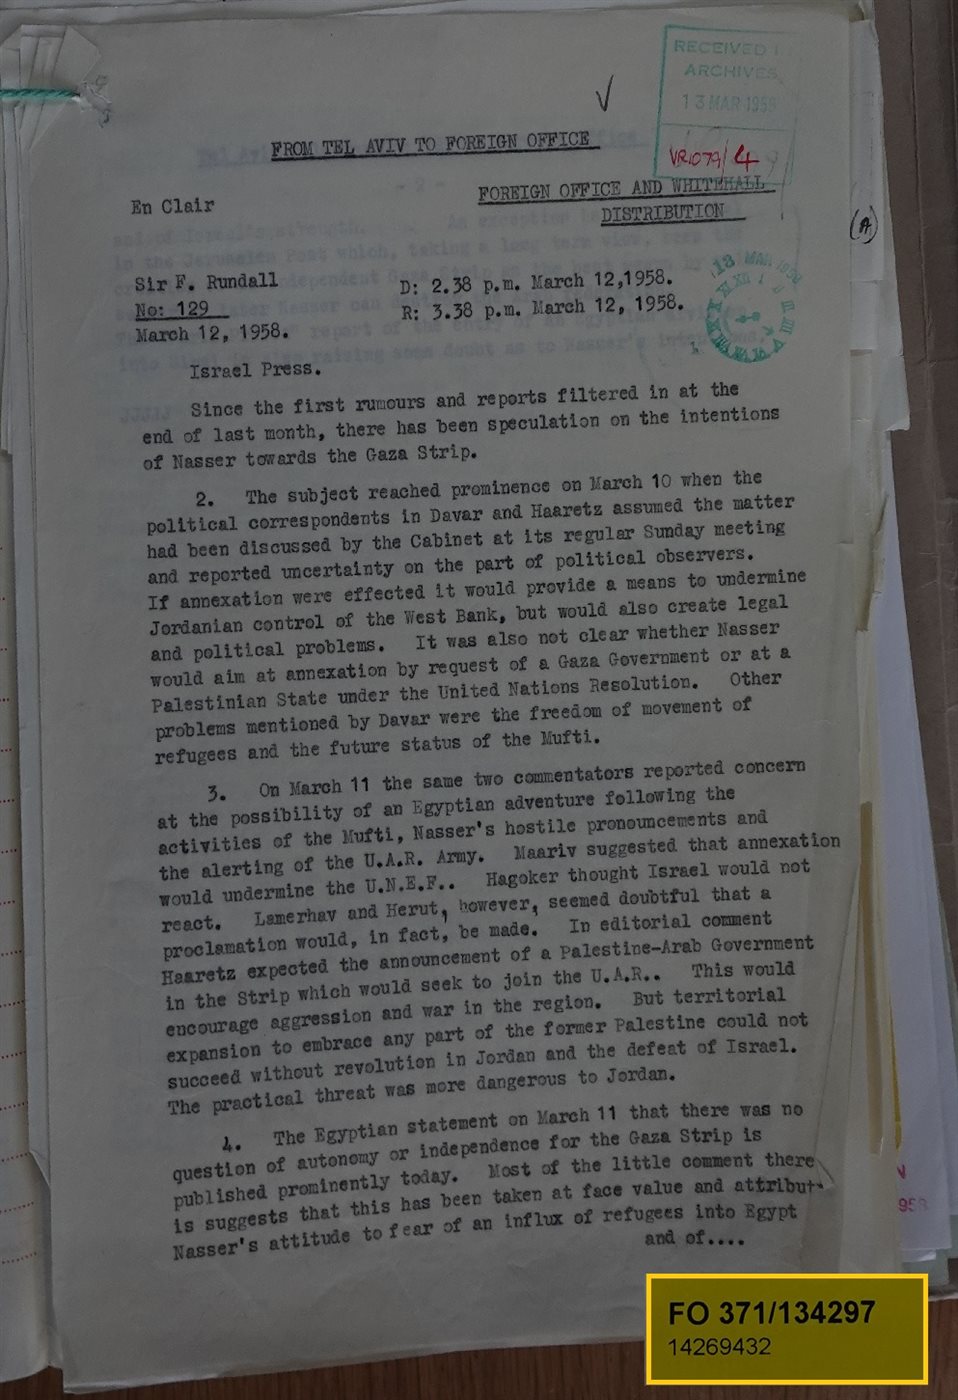 RECEIVED I
ARCHIVES
13 MAR 1958
VR1079/4
FROM TEL AVIV TO FOREIGN OFFICE
En Clair
FOREIGN OFFICE AND WHITEHALL
DISTRIBUTION
(A)
Sir F. Rundall
No: 129
March 12, 1958.
D: 2.38 p.m. March 12,1958.
R: 3.38 p.m. March 12, 1958.
13 MAR 1958
Israel Press.
Since the first rumours and reports filtered in at the
end of last month, there has been speculation on the intentions
of Nasser towards the Gaza Strip.
2. The subject reached prominence on March 10 when the
political correspondents in Davar and Haaretz assumed the matter
had been discussed by the Cabinet at its regular Sunday meeting
and reported uncertainty on the part of political observers.
If annexation were effected it would provide a means to undermine
Jordanian control of the West Bank, but would also create legal
and political problems. It was also not clear whether Nasser
would aim at annexation by request of a Gaza Government or at a
Palestinian State under the United Nations Resolution. Other
problems mentioned by Davar were the freedom of movement of
refugees and the future status of the Mufti.
3. On March 11 the same two commentators reported concern
at the possibility of an Egyptian adventure following the
activities of the Mufti, Nasser's hostile pronouncements and
the alerting of the U.A.R. Army. Maariv suggested that annexation
would undermine the U.N.E.F.. Hagoker thought Israel would not
react. Lamerhav and Herut, however, seemed doubtful that a
proclamation would, in fact, be made. In editorial comment
Haaretz expected the announcement of a Palestine-Arab Government
in the Strip which would seek to join the U.A.R.. This would
encourage aggression and war in the region. But territorial
expansion to embrace any part of the former Palestine could not
succeed without revolution in Jordan and the defeat of Israel.
The practical threat was more dangerous to Jordan.
4. The Egyptian statement on March 11 that there was no
question of autonomy or independence for the Gaza Strip is
published prominently today. Most of the little comment there
is suggests that this has been taken at face value and attribut
Nasser's attitude to fear of an influx of refugees into Egypt
and of....
FO 371/134297
14269432